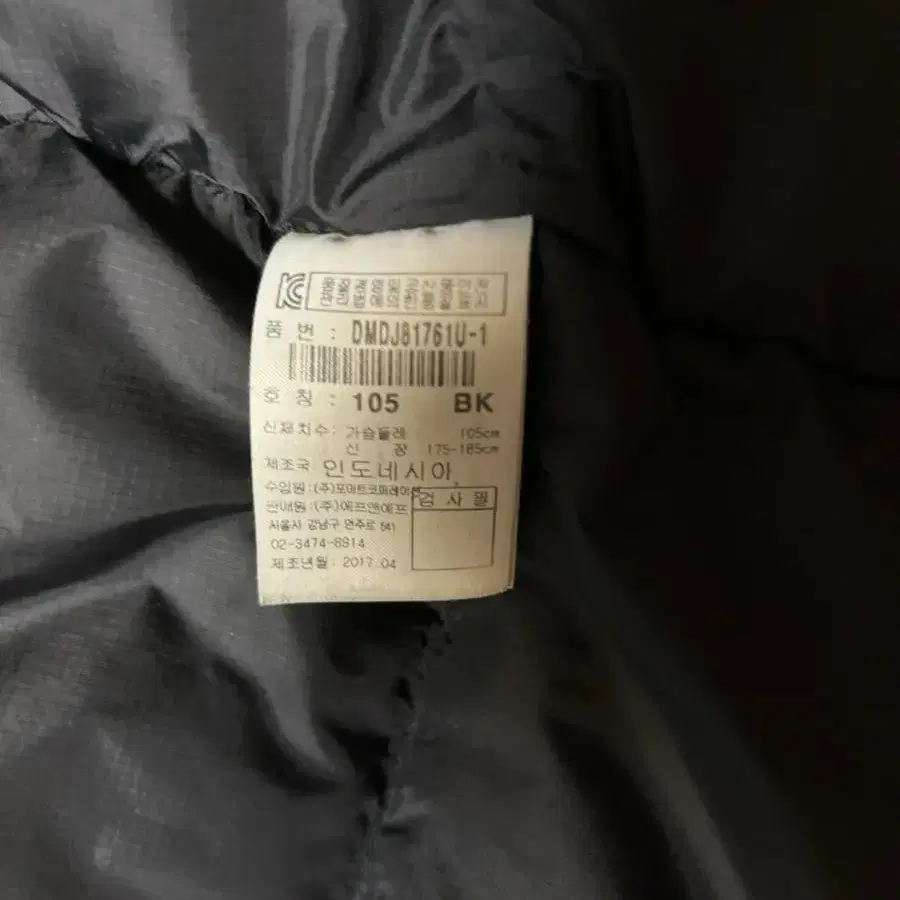 품 번 : DMDJ81761U-1
호 칭 : 105 BK
신체치수: 가슴둘레 105cm
신 장 175-185cm
제조국 인도네시아
수입원:(주)포마트코퍼레이션
판매원:(주)에프앤에프
검 사 필
서울시 강남구 언주로 541
02-3474-8914
제조년월: 2017.04